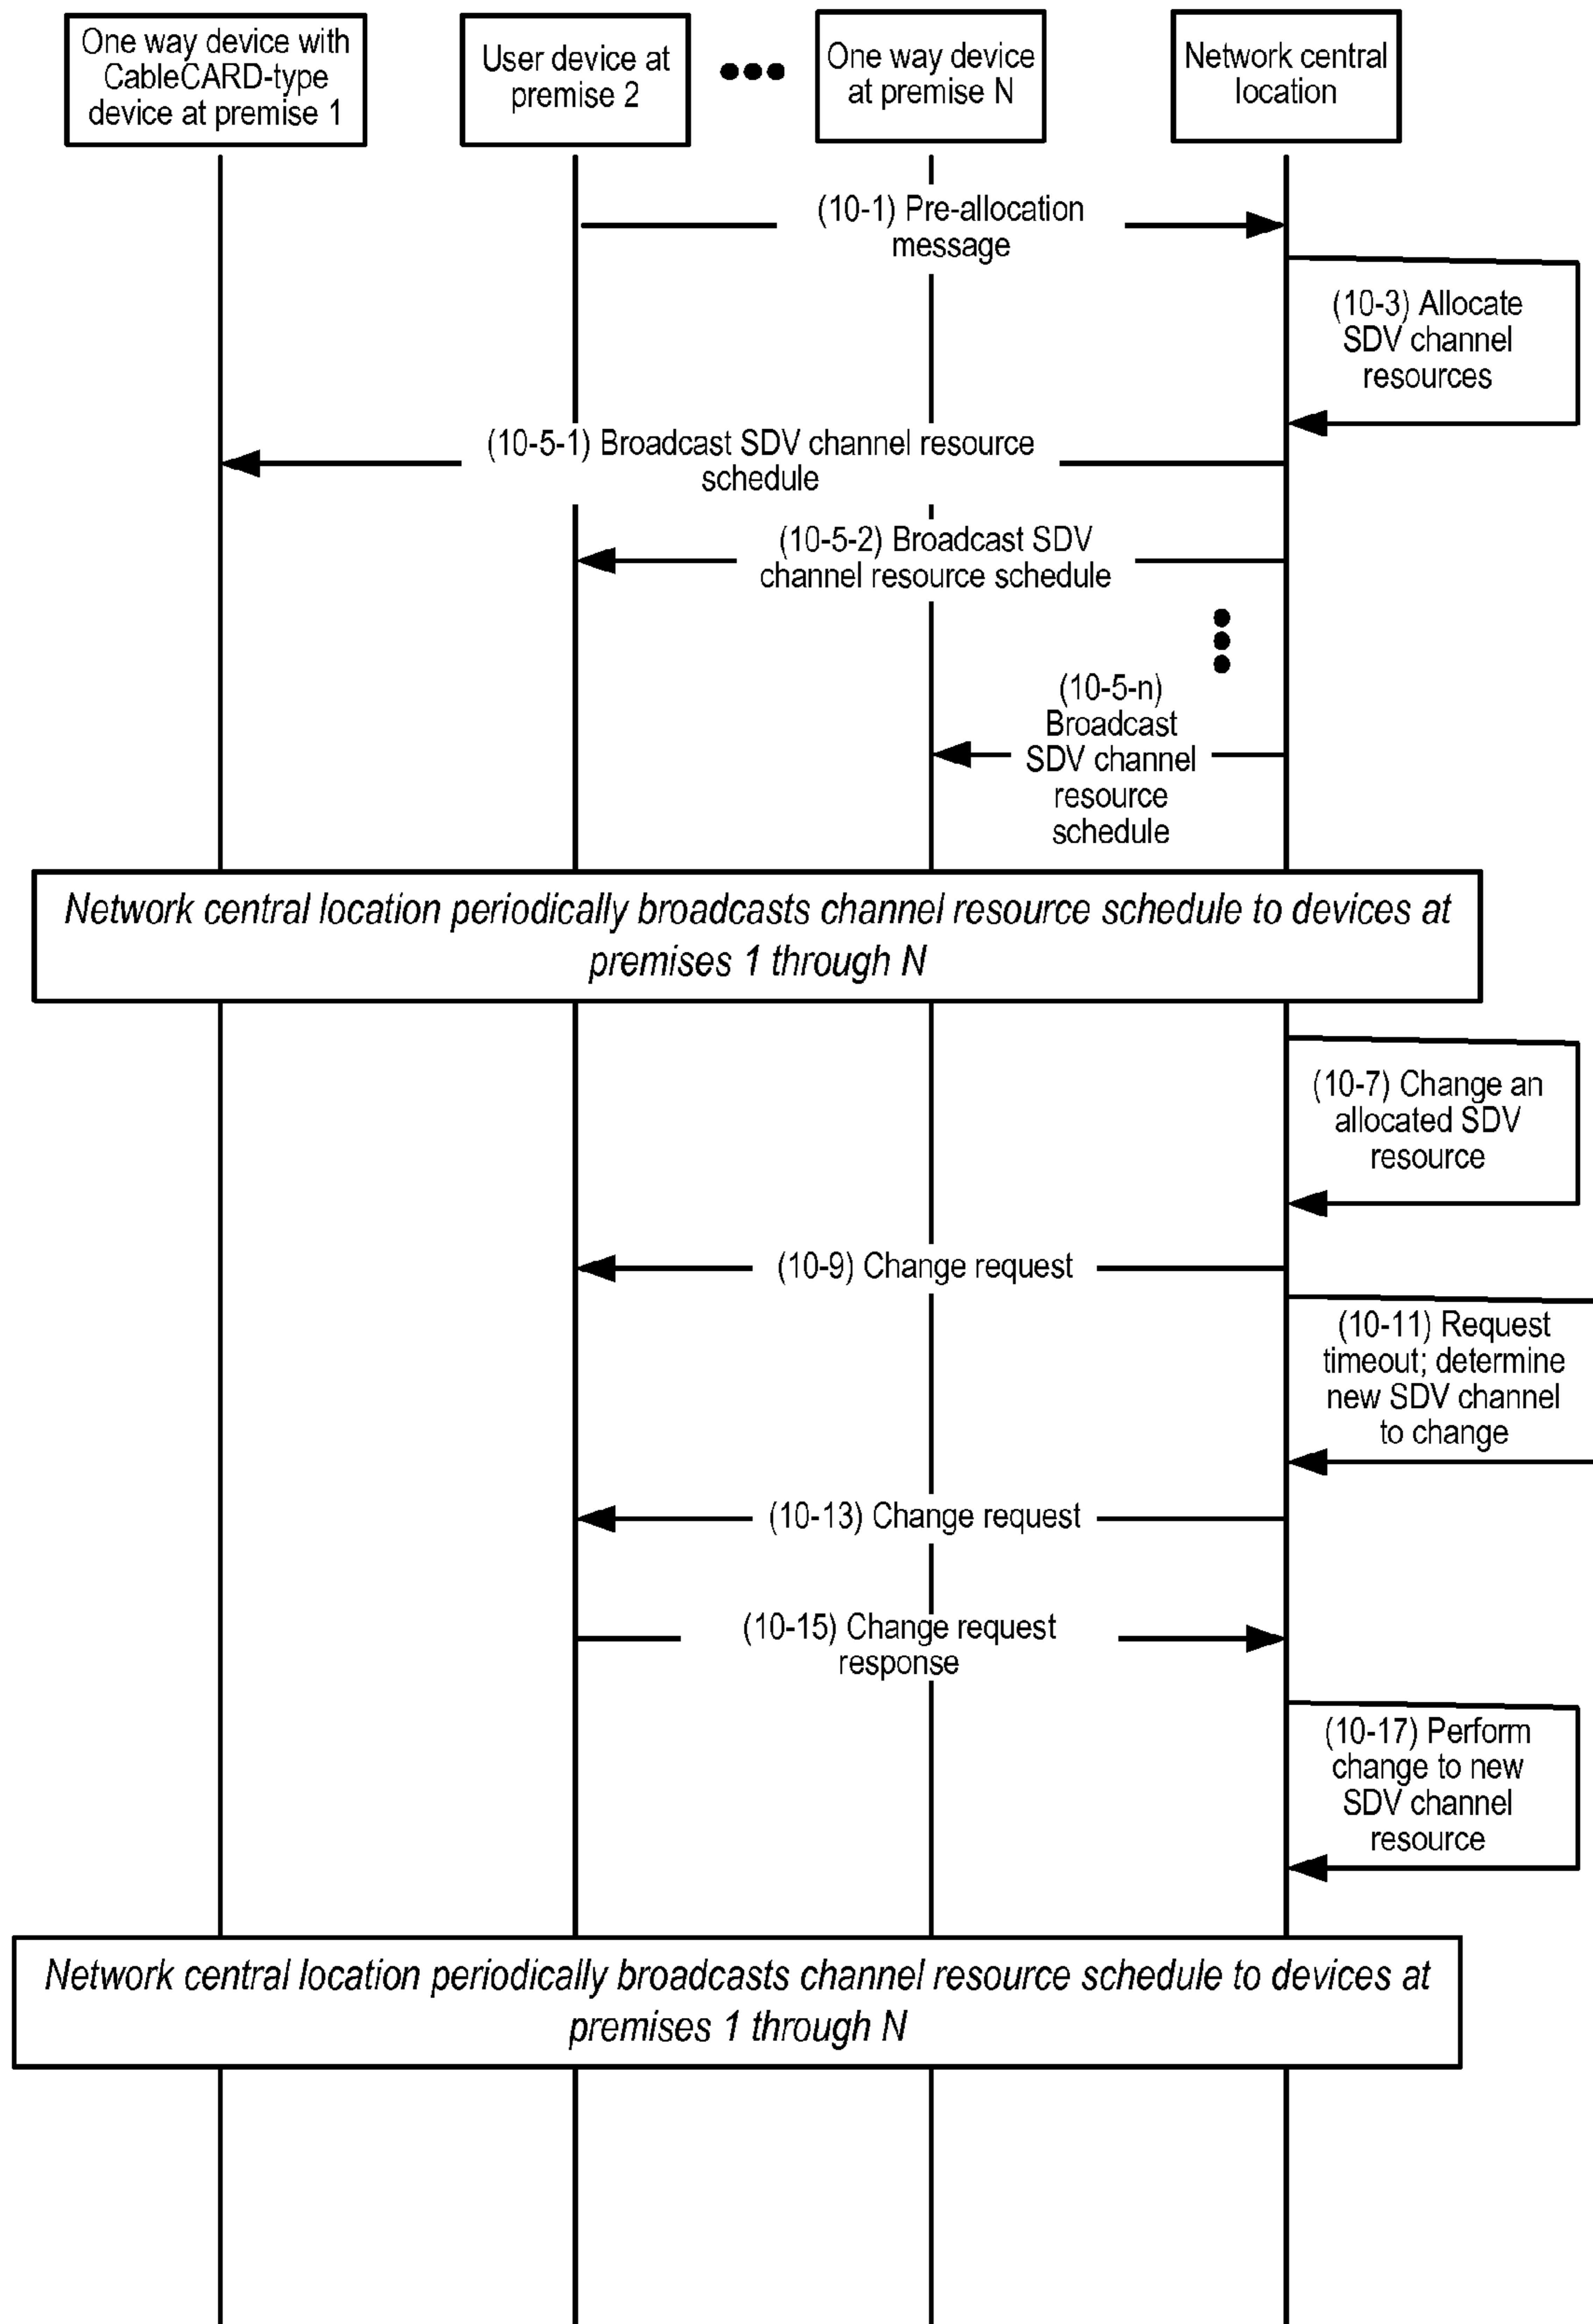 One way device with
CableCARD-type
device at premise 1
User device at
premise 2
One way device
at premise N
Network central
location
(10-1) Pre-allocation
message
(10-3) Allocate
SDV channel
resources
(10-5-1) Broadcast SDV channel resource
schedule
(10-5-2) Broadcast SDV
channel resource schedule
(10-5-n)
Broadcast
SDV channel
resource
schedule
Network central location periodically broadcasts channel resource schedule to devices at
premises 1 through N
(10-7) Change an
allocated SDV
resource
(10-9) Change request
(10-11) Request
timeout; determine
new SDV channel
to change
(10-13) Change request
(10-15) Change request
response
(10-17) Perform
change to new
SDV channel
resource
Network central location periodically broadcasts channel resource schedule to devices at
premises 1 through N